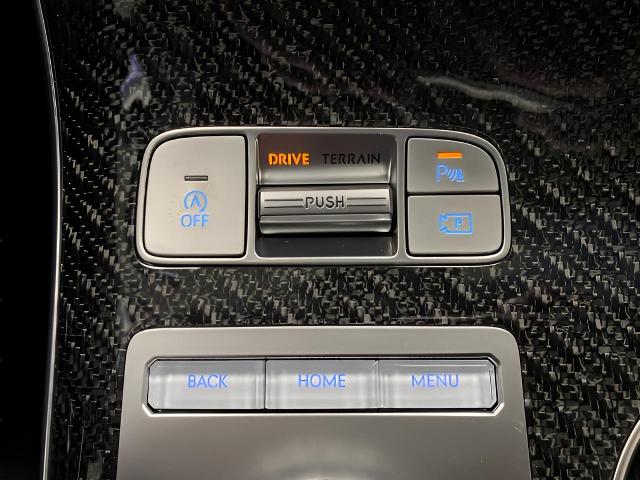 DRIVE TERRAIN
PUSH
A
OFF
P
P
BACK HOME MENU